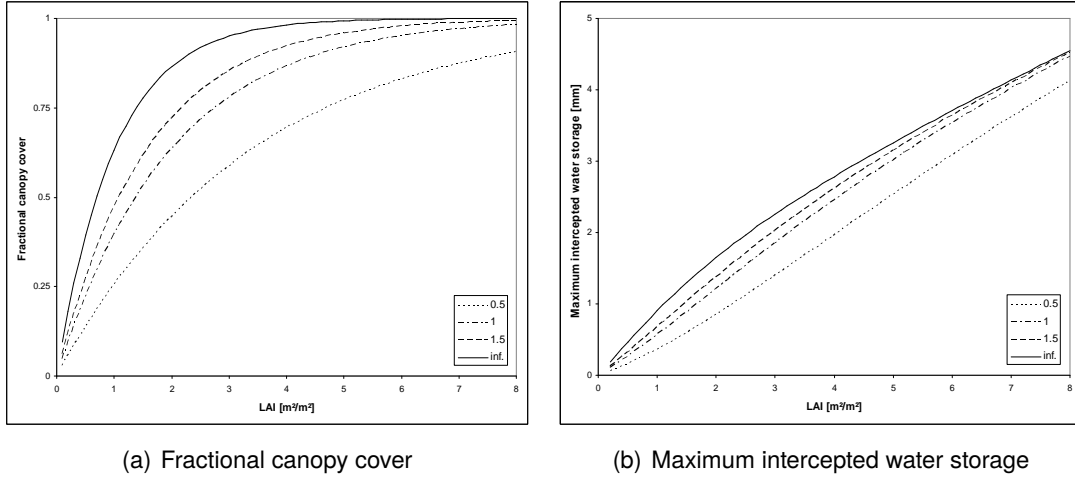 1
0.75
0.5
0.25
0
Fractional canopy cover
0 1 2 3 4 5 6 7 8
LAI [m²/m²]
0.5
1
1.5
inf.
(a) Fractional canopy cover
5
4
3
2
1
0
Maximum intercepted water storage [mm]
0 1 2 3 4 5 6 7 8
LAI [m²/m²]
0.5
1
1.5
inf.
(b) Maximum intercepted water storage